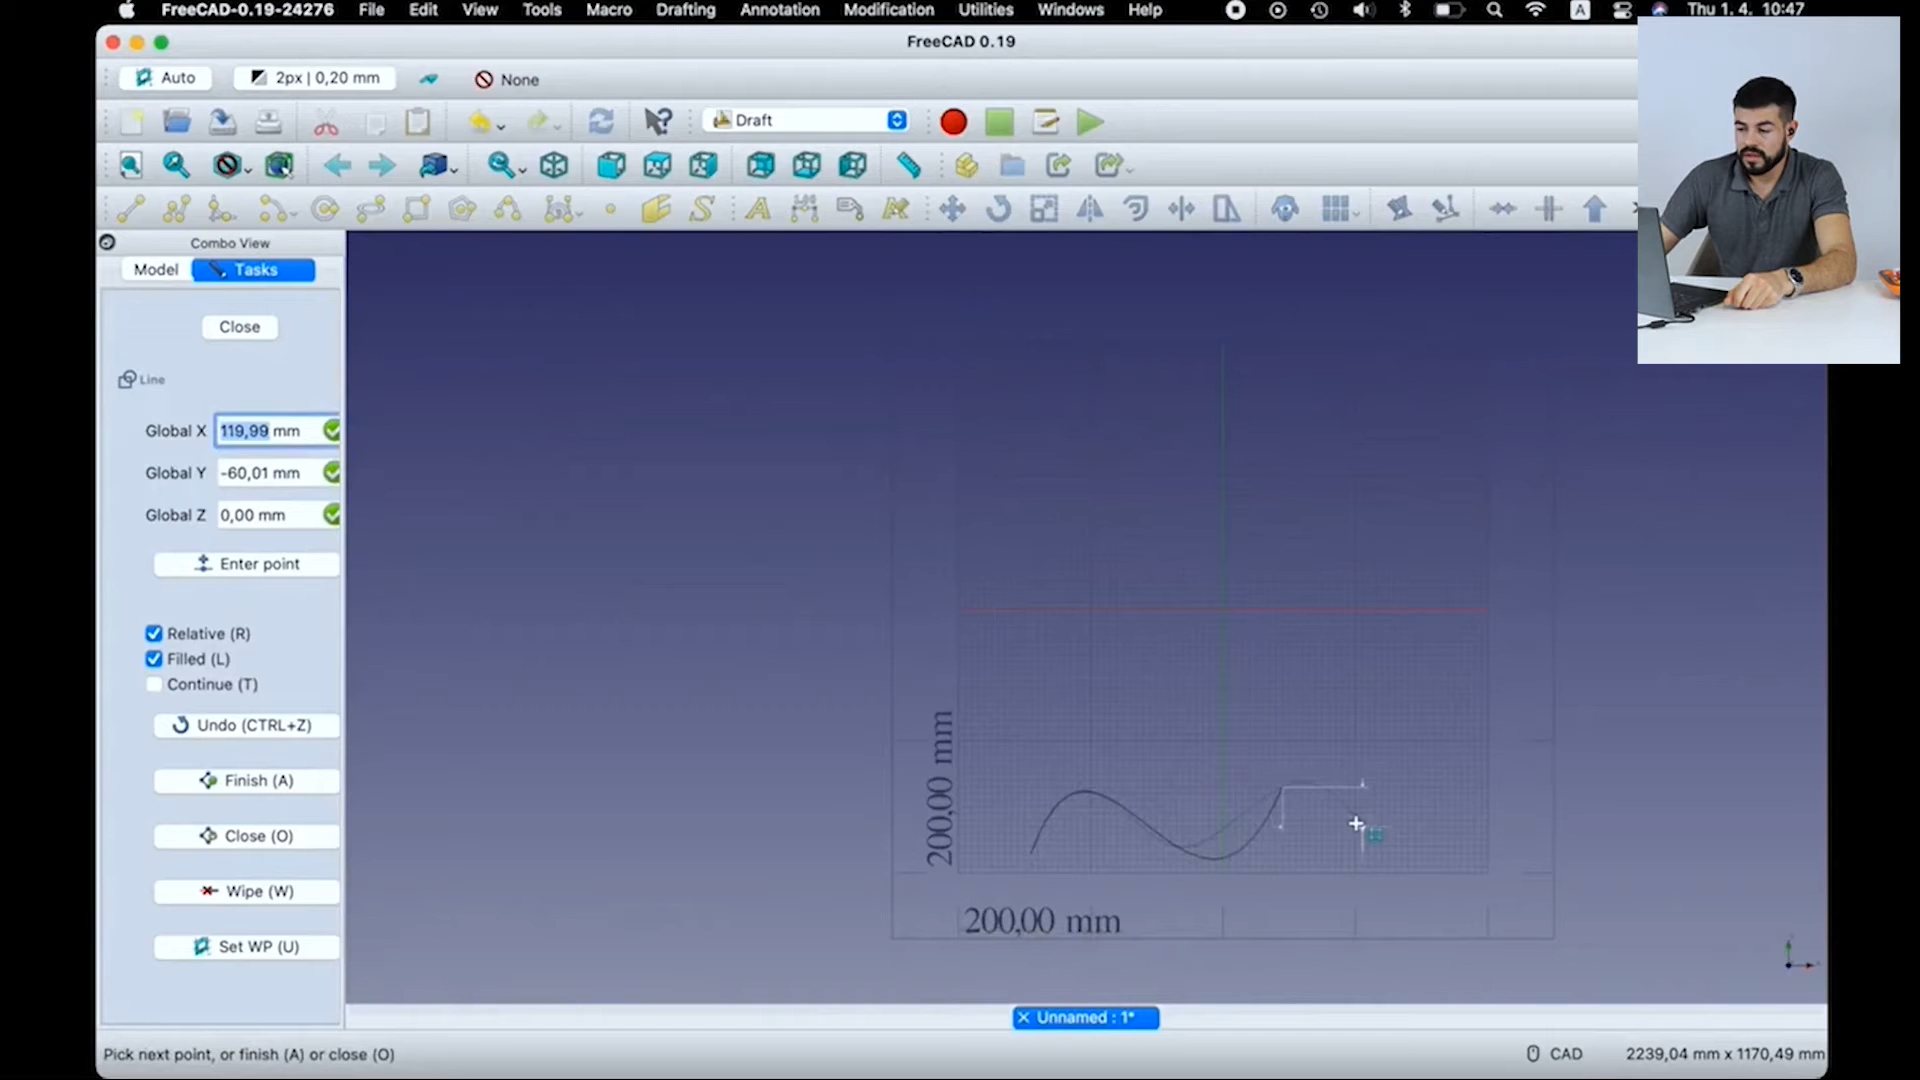 FreeCAD-0.19-24276 File Edit View Tools Macro Drafting Annotation Modification Utilities Windows Help A Thu 1. 4. 10:47
FreeCAD 0.19
Auto 2px | 0,20 mm None
Draft
Combo View
Model Tasks
Close
Line
Global X 119,99 mm
Global Y -60,01 mm
Global Z 0,00 mm
Enter point
Relative (R)
Filled (L)
Continue (T)
Undo (CTRL+Z)
Finish (A)
Close (O)
Wipe (W)
Set WP (U)
200,00 mm
200,00 mm
Unnamed : 1*
Pick next point, or finish (A) or close (O) CAD 2239,04 mm x 1170,49 mm